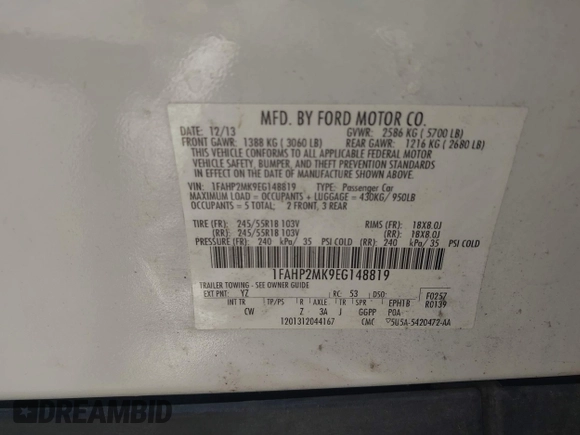 MFD. BY FORD MOTOR CO.
DATE: 12/13 GVWR: 2586 KG ( 5700 LB)
FRONT GAWR: 1388 KG ( 3060 LB) REAR GAWR: 1216 KG ( 2680 LB)
THIS VEHICLE CONFORMS TO ALL APPLICABLE FEDERAL MOTOR
VEHICLE SAFETY, BUMPER, AND THEFT PREVENTION STANDARDS
IN EFFECT ON THE DATE OF MANUFACTURE SHOWN ABOVE.
VIN: 1FAHP2MK9EG148819 TYPE: Passenger Car
MAXIMUM LOAD = OCCUPANTS + LUGGAGE = 430KG/ 950LB
OCCUPANTS = 5 TOTAL; 2 FRONT, 3 REAR
TIRE (FR): 245/55R18 103V RIMS (FR): 18X8.0J
(RR): 245/55R18 103V (RR): 18X8.0J
PRESSURE (FR): 240 kPa/ 35 PSI COLD (RR): 240 kPa/ 35 PSI COLD
1FAHP2MK9EG148819
TRAILER TOWING - SEE OWNER GUIDE
EXT PNT: YZ RC: 53 DSO: F0257
INT TR TP/PS R AXLE TR SPR EPH18 R0139
CW Z 3A J GGPP POA
1201312044167 CMC ▽5U5A-5420472-AA
DREAMBID